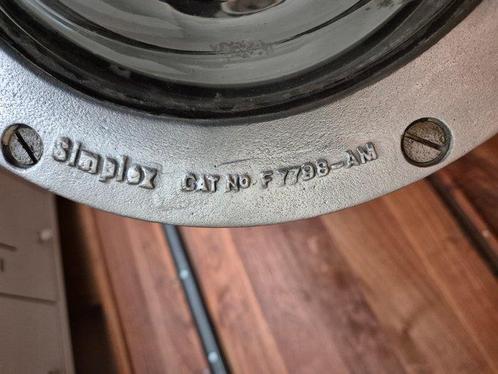 Simplex CAT No. F 7798-AM